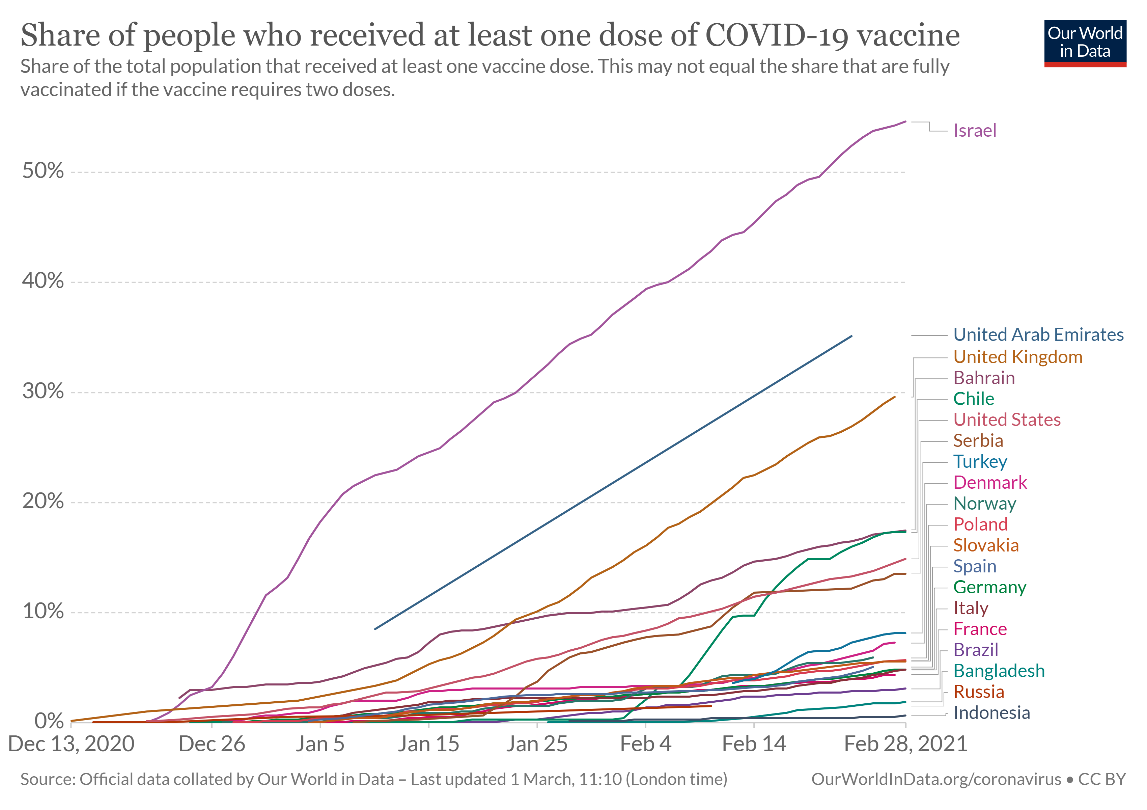 Share of people who received at least one dose of COVID-19 vaccine
Our World
in Data
Share of the total population that received at least one vaccine dose. This may not equal the share that are fully
vaccinated if the vaccine requires two doses.
50%
40%
30%
20%
10%
0%
Israel
United Arab Emirates
United Kingdom
Bahrain
Chile
United States
Serbia
Turkey
Denmark
Norway
Poland
Slovakia
Spain
Germany
Italy
France
Brazil
Bangladesh
Russia
Indonesia
Dec 13, 2020 Dec 26 Jan 5 Jan 15 Jan 25 Feb 4 Feb 14 Feb 28, 2021
Source: Official data collated by Our World in Data – Last updated 1 March, 11:10 (London time)
OurWorldInData.org/coronavirus • CC BY